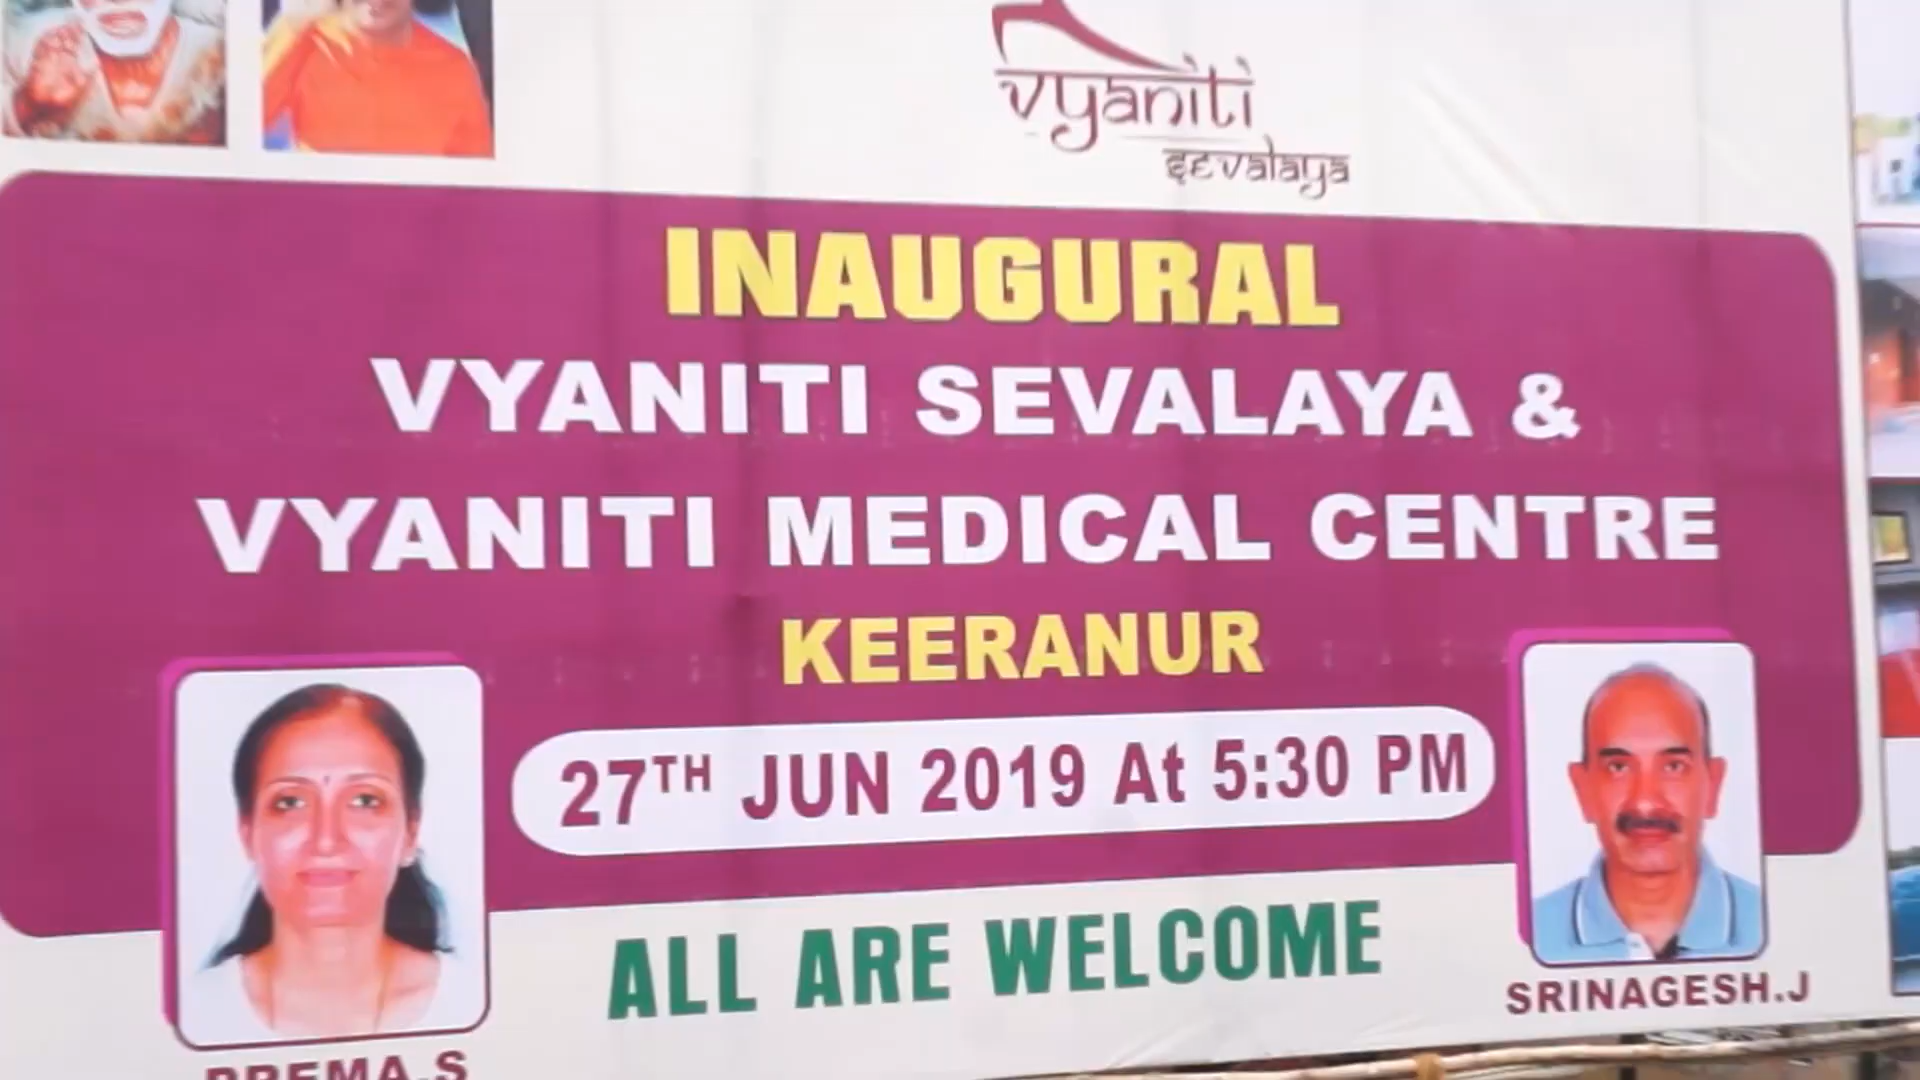 vyaniti
sevalaya
INAUGURAL
VYANITI SEVALAYA &
VYANITI MEDICAL CENTRE
KEERANUR
27TH JUN 2019 At 5:30 PM
ALL ARE WELCOME
SRINAGESH.J
PREMA.S